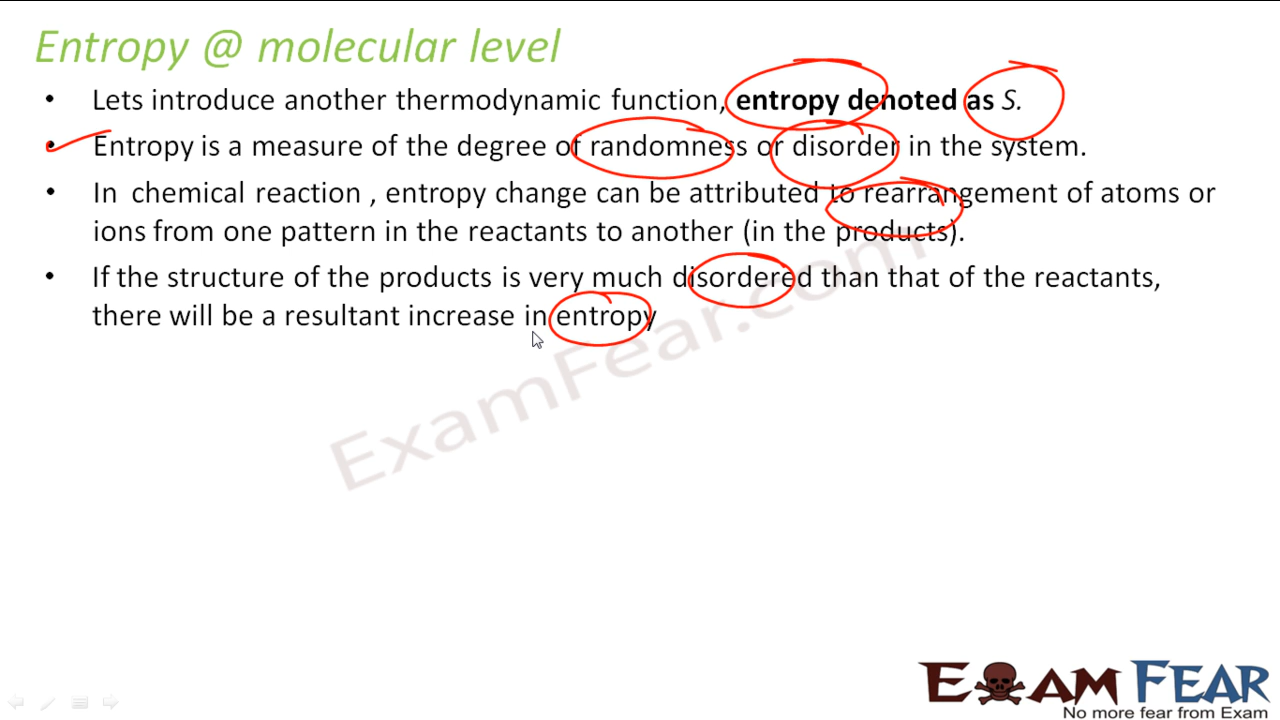 Entropy @ molecular level
• Lets introduce another thermodynamic function, entropy denoted as S.
• Entropy is a measure of the degree of randomness or disorder in the system.
• In chemical reaction , entropy change can be attributed to rearrangement of atoms or
ions from one pattern in the reactants to another (in the products).
• If the structure of the products is very much disordered than that of the reactants,
there will be a resultant increase in entropy
ExamFear.com
EXAM FEAR
No more fear from Exam